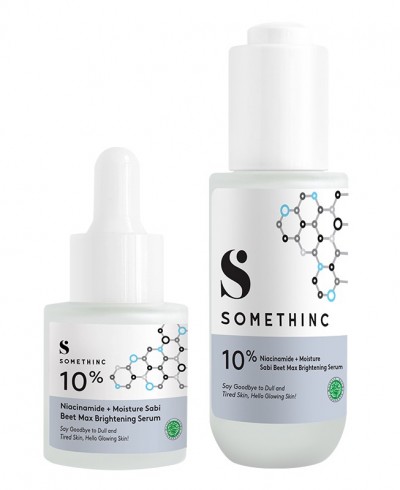 S
SOMETHINC
10%
Niacinamide + Moisture Sabi
Beet Max Brightening Serum
Say Goodbye to Dull and
Tired Skin, Hello Glowing Skin!
S
SOMETHINC
10%
Niacinamide + Moisture
Sabi Beet Max Brightening Serum
Say Goodbye to Dull and
Tired Skin, Hello Glowing Skin!